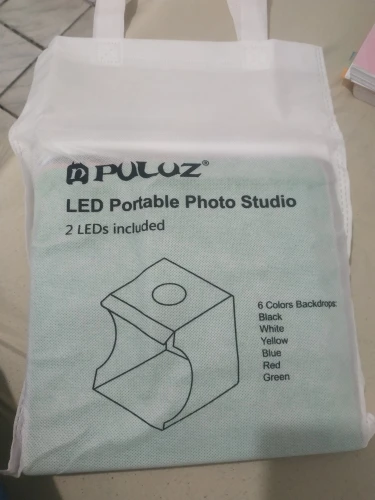 PULUZ®
LED Portable Photo Studio
2 LEDs included
6 Colors Backdrops:
Black
White
Yellow
Blue
Red
Green